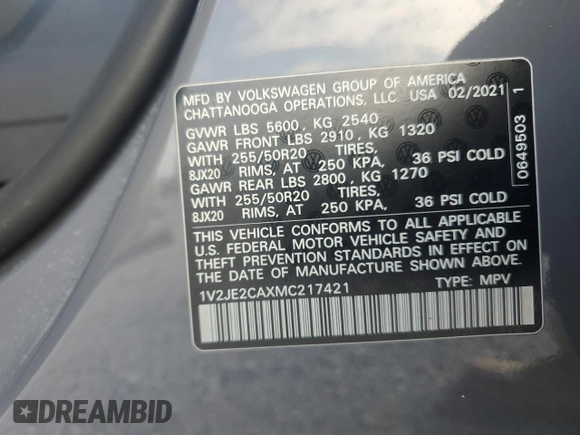 MFD BY VOLKSWAGEN GROUP OF AMERICA
CHATTANOOGA OPERATIONS, LLC. USA 02/2021
GVWR LBS 5600, KG 2540
GAWR FRONT LBS 2910, KG 1320
WITH 255/50R20 TIRES,
8JX20 RIMS, AT 250 KPA, 36 PSI COLD
GAWR REAR LBS 2800, KG 1270
WITH 255/50R20 TIRES,
8JX20 RIMS, AT 250 KPA, 36 PSI COLD
THIS VEHICLE CONFORMS TO ALL APPLICABLE
U.S. FEDERAL MOTOR VEHICLE SAFETY AND
THEFT PREVENTION STANDARDS IN EFFECT ON
THE DATE OF MANUFACTURE SHOWN ABOVE.
1V2JE2CAXMC217421 TYPE: MPV
0649503 1
DREAMBID